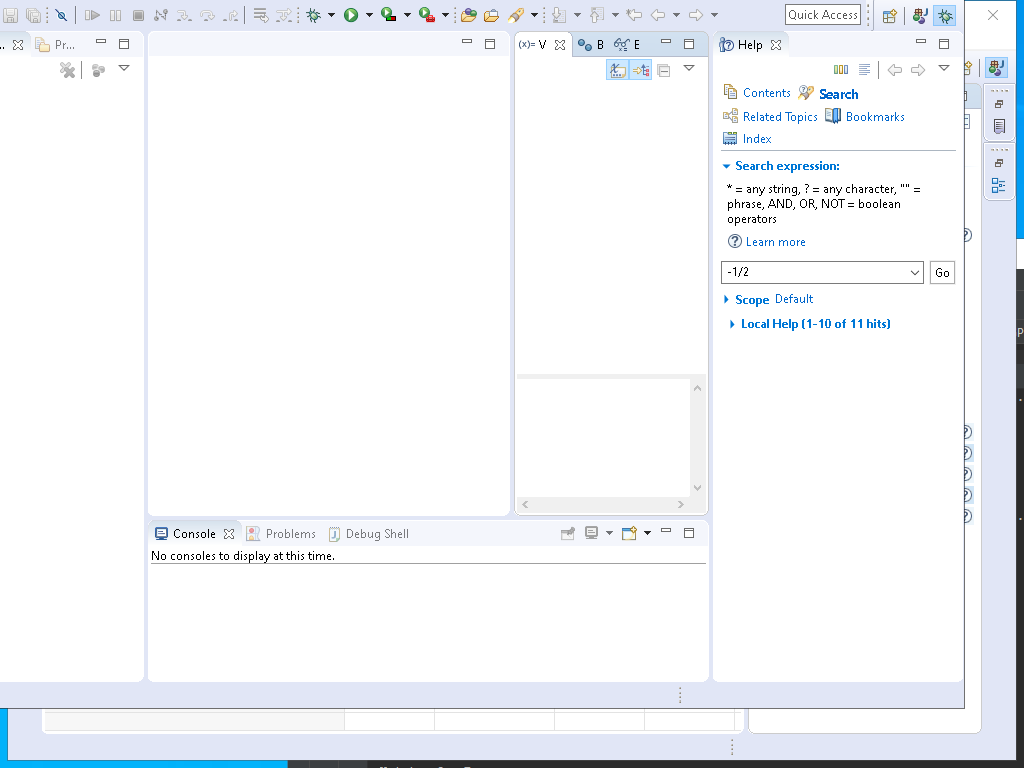 Quick Access
Pr...
(x)= V
B
E
Help
Contents
Search
Related Topics
Bookmarks
Index
Search expression:
* = any string, ? = any character, "" =
phrase, AND, OR, NOT = boolean
operators
Learn more
-1/2
Go
Scope Default
Local Help (1-10 of 11 hits)
Console
Problems
Debug Shell
No consoles to display at this time.